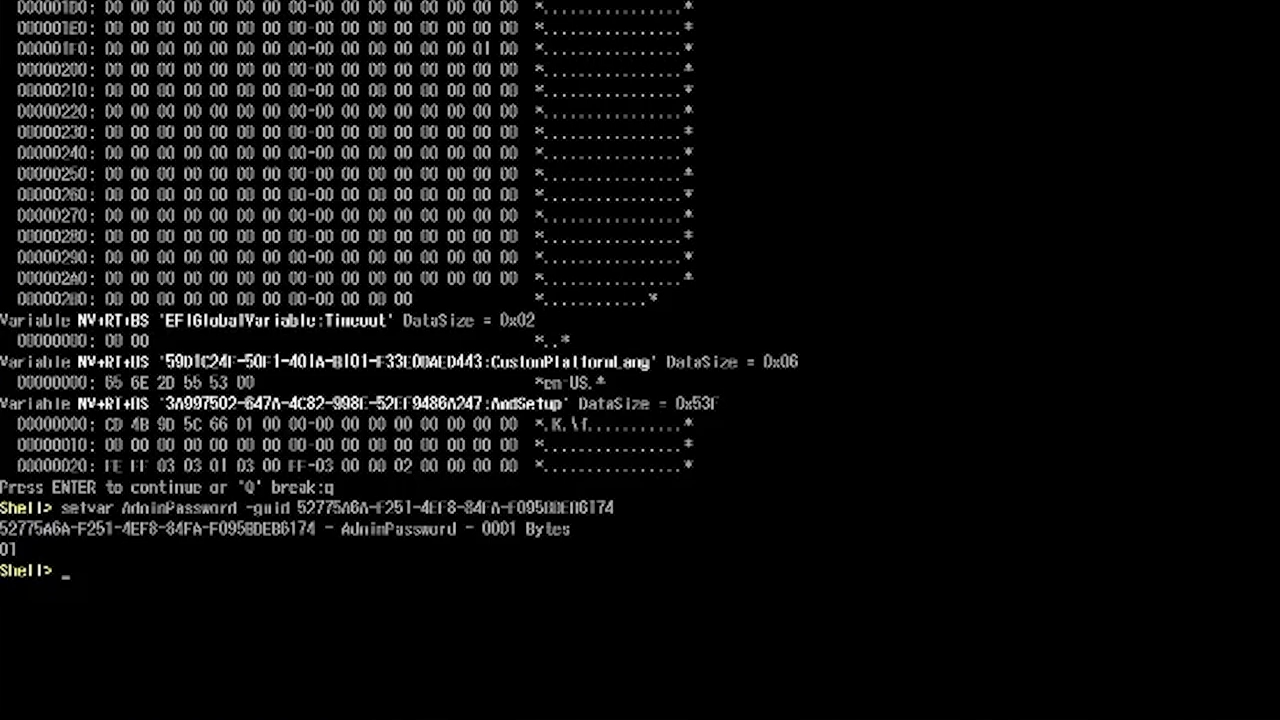 000001D0: 00 00 00 00 00 00 00 00-00 00 00 00 00 00 00 00 *................*
000001E0: 00 00 00 00 00 00 00 00-00 00 00 00 00 00 00 00 *................*
000001F0: 00 00 00 00 00 00 00 00-00 00 00 00 00 00 01 00 *................*
00000200: 00 00 00 00 00 00 00 00-00 00 00 00 00 00 00 00 *................*
00000210: 00 00 00 00 00 00 00 00-00 00 00 00 00 00 00 00 *................*
00000220: 00 00 00 00 00 00 00 00-00 00 00 00 00 00 00 00 *................*
00000230: 00 00 00 00 00 00 00 00-00 00 00 00 00 00 00 00 *................*
00000240: 00 00 00 00 00 00 00 00-00 00 00 00 00 00 00 00 *................*
00000250: 00 00 00 00 00 00 00 00-00 00 00 00 00 00 00 00 *................*
00000260: 00 00 00 00 00 00 00 00-00 00 00 00 00 00 00 00 *................*
00000270: 00 00 00 00 00 00 00 00-00 00 00 00 00 00 00 00 *................*
00000280: 00 00 00 00 00 00 00 00-00 00 00 00 00 00 00 00 *................*
00000290: 00 00 00 00 00 00 00 00-00 00 00 00 00 00 00 00 *................*
000002A0: 00 00 00 00 00 00 00 00-00 00 00 00 00 00 00 00 *................*
000002B0: 00 00 00 00 00 00 00 00-00 00 00 00 *............*
Variable NV+RT+BS 'EFIGlobalVariable:Timeout' DataSize = 0x02
00000000: 00 00 *..*
Variable NV+RT+BS '59D1C24F-50F1-401A-B101-F33E0DAED443:CustomPlatformLang' DataSize = 0x06
00000000: 65 6E 2D 55 53 00 *en-US.*
Variable NV+RT+BS '3A997502-647A-4C82-998E-52EF9486A247:AmdSetup' DataSize = 0x53F
00000000: CD 4B 9D 5C 66 01 00 00-00 00 00 00 00 00 00 00 *.K.\f...........*
00000010: 00 00 00 00 00 00 00 00-00 00 00 00 00 00 00 00 *................*
00000020: FE FF 03 03 01 03 00 FF-03 00 00 02 00 00 00 00 *................*
Press ENTER to continue or 'Q' break:q
Shell> setvar AdminPassword -guid 52775A6A-F251-4EF8-84FA-F095BDEB6174
52775A6A-F251-4EF8-84FA-F095BDEB6174 - AdminPassword - 0001 Bytes
01
Shell> _